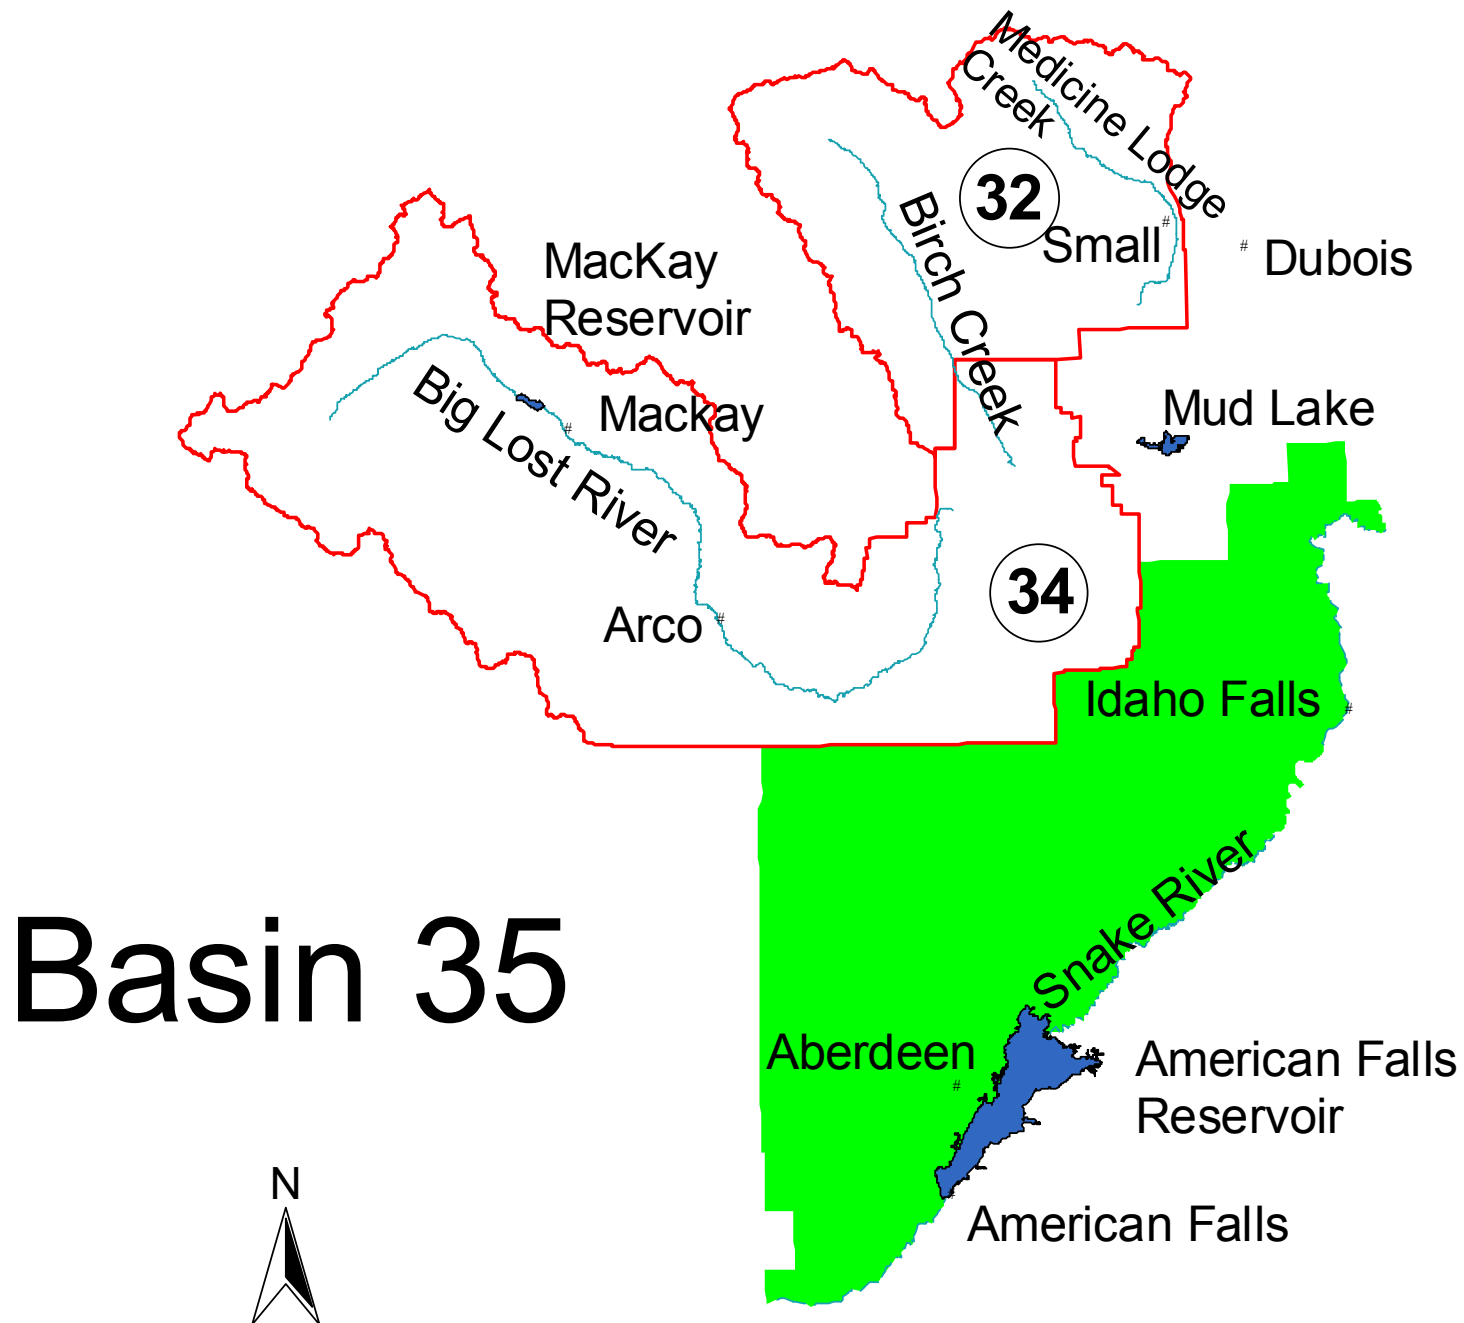 Medicine Lodge
Creek
32
Birch Creek
Small
# Dubois
MacKay
Reservoir
Mackay
Big Lost River
Mud Lake
34
Arco
Idaho Falls
Snake River
Basin 35
Aberdeen
American Falls
Reservoir
American Falls
N